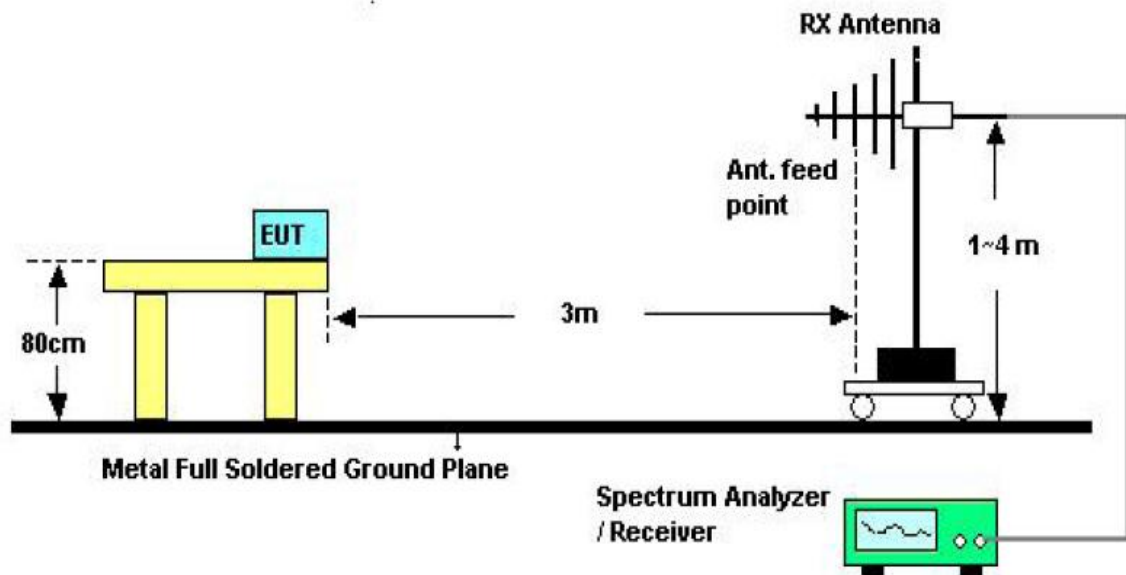 RX Antenna
Ant. feed
point
EUT
1~4 m
3m
80cm
Metal Full Soldered Ground Plane
Spectrum Analyzer
/ Receiver